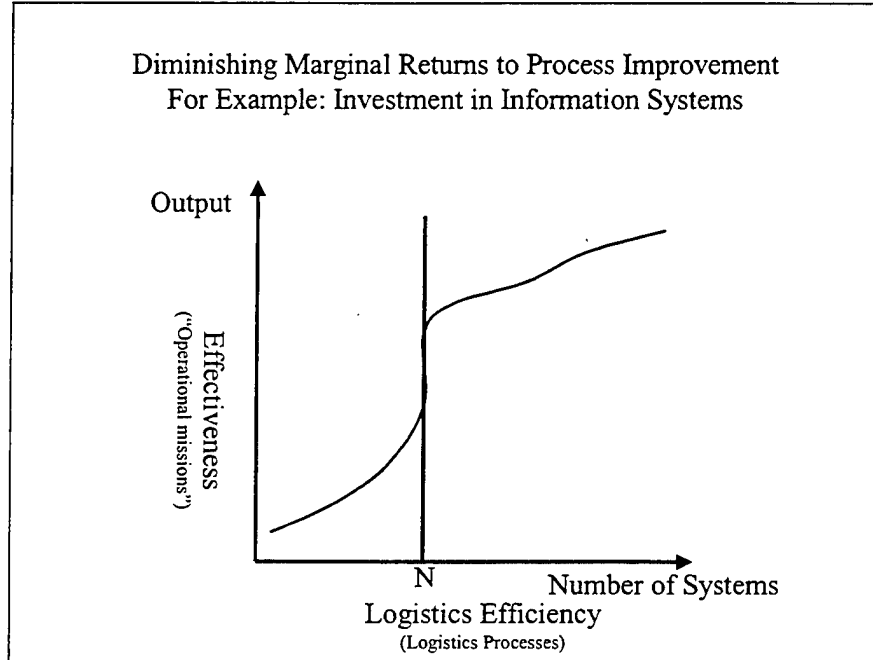 Diminishing Marginal Returns to Process Improvement
For Example: Investment in Information Systems
Output
Effectiveness
("Operational missions")
N
Number of Systems
Logistics Efficiency
(Logistics Processes)